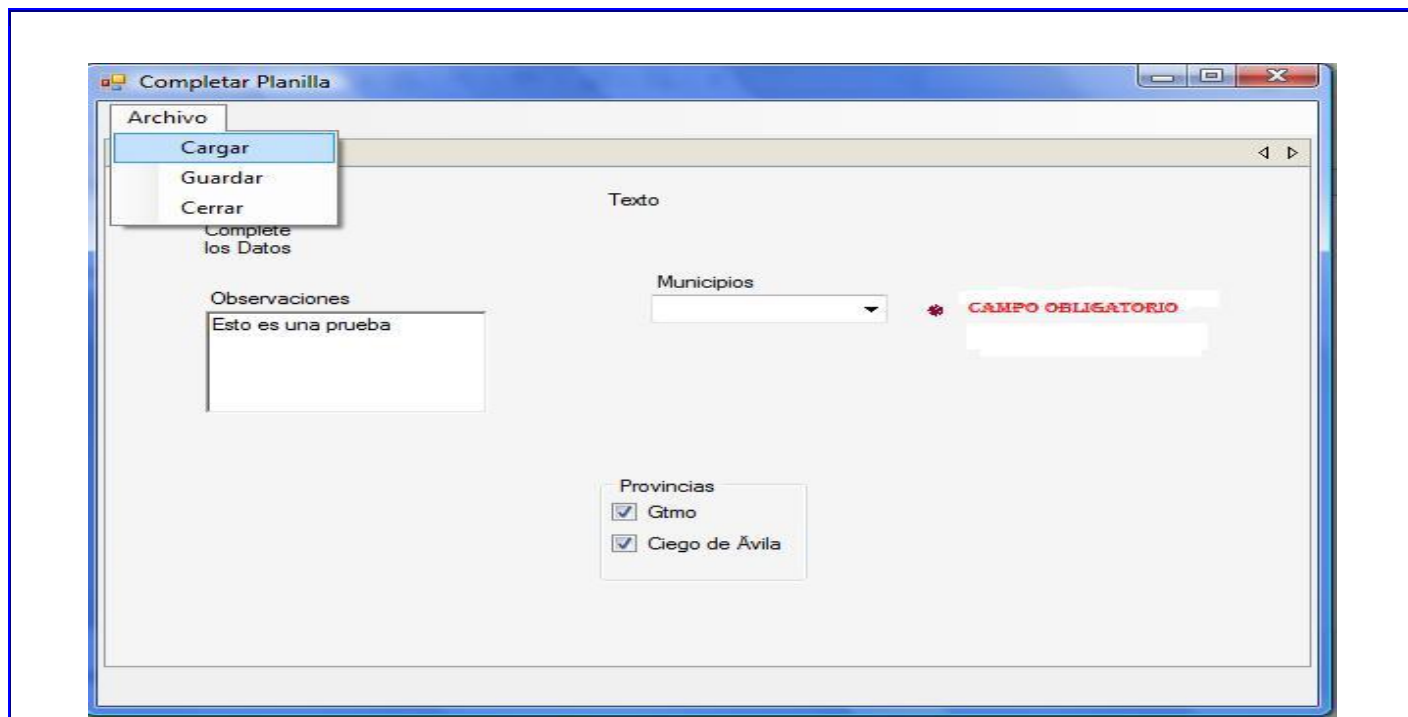 Completar Planilla
Archivo
Cargar
Guardar
Cerrar
Texto
Complete
los Datos
Municipios
Observaciones
CAMPO OBLIGATORIO
Esto es una prueba
Provincias
Gtmo
Ciego de Ávila